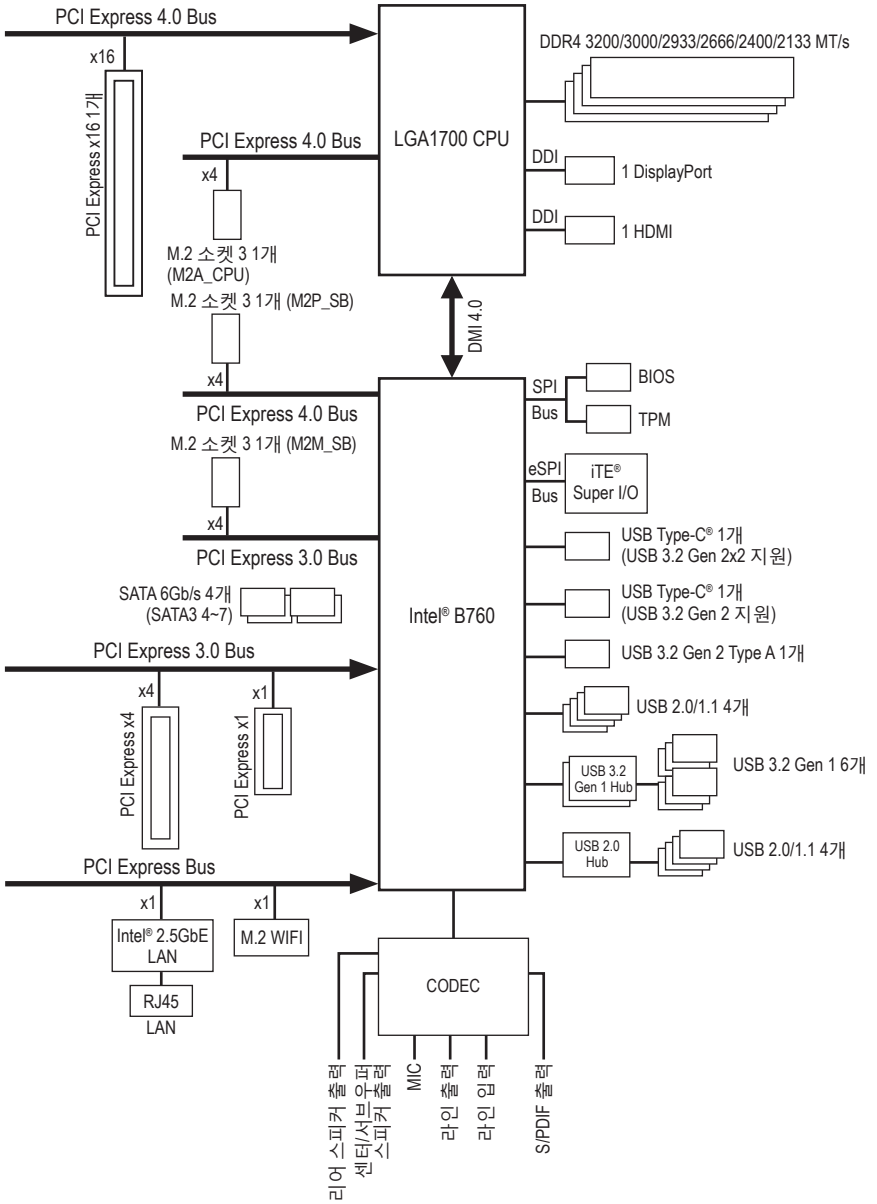 PCI Express 4.0 Bus
x16
PCI Express x16 1개
PCI Express 4.0 Bus
x4
M.2 소켓 3 1개
(M2A_CPU)
LGA1700 CPU
DDR4 3200/3000/2933/2666/2400/2133 MT/s
DDI
1 DisplayPort
DDI
1 HDMI
DMI 4.0
M.2 소켓 3 1개 (M2P_SB)
x4
PCI Express 4.0 Bus
M.2 소켓 3 1개 (M2M_SB)
x4
PCI Express 3.0 Bus
SATA 6Gb/s 4개
(SATA3 4~7)
PCI Express 3.0 Bus
x4
PCI Express x4
x1
PCI Express x1
PCI Express Bus
x1
Intel® 2.5GbE
LAN
RJ45
LAN
x1
M.2 WIFI
Intel® B760
SPI
Bus
BIOS
TPM
eSPI
Bus
iTE®
Super I/O
USB Type-C® 1개
(USB 3.2 Gen 2x2 지원)
USB Type-C® 1개
(USB 3.2 Gen 2 지원)
USB 3.2 Gen 2 Type A 1개
USB 2.0/1.1 4개
USB 3.2
Gen 1 Hub
USB 3.2 Gen 1 6개
USB 2.0
Hub
USB 2.0/1.1 4개
CODEC
리어 스피커 출력
센터/서브우퍼
스피커 출력
MIC
라인 출력
라인 입력
S/PDIF 출력